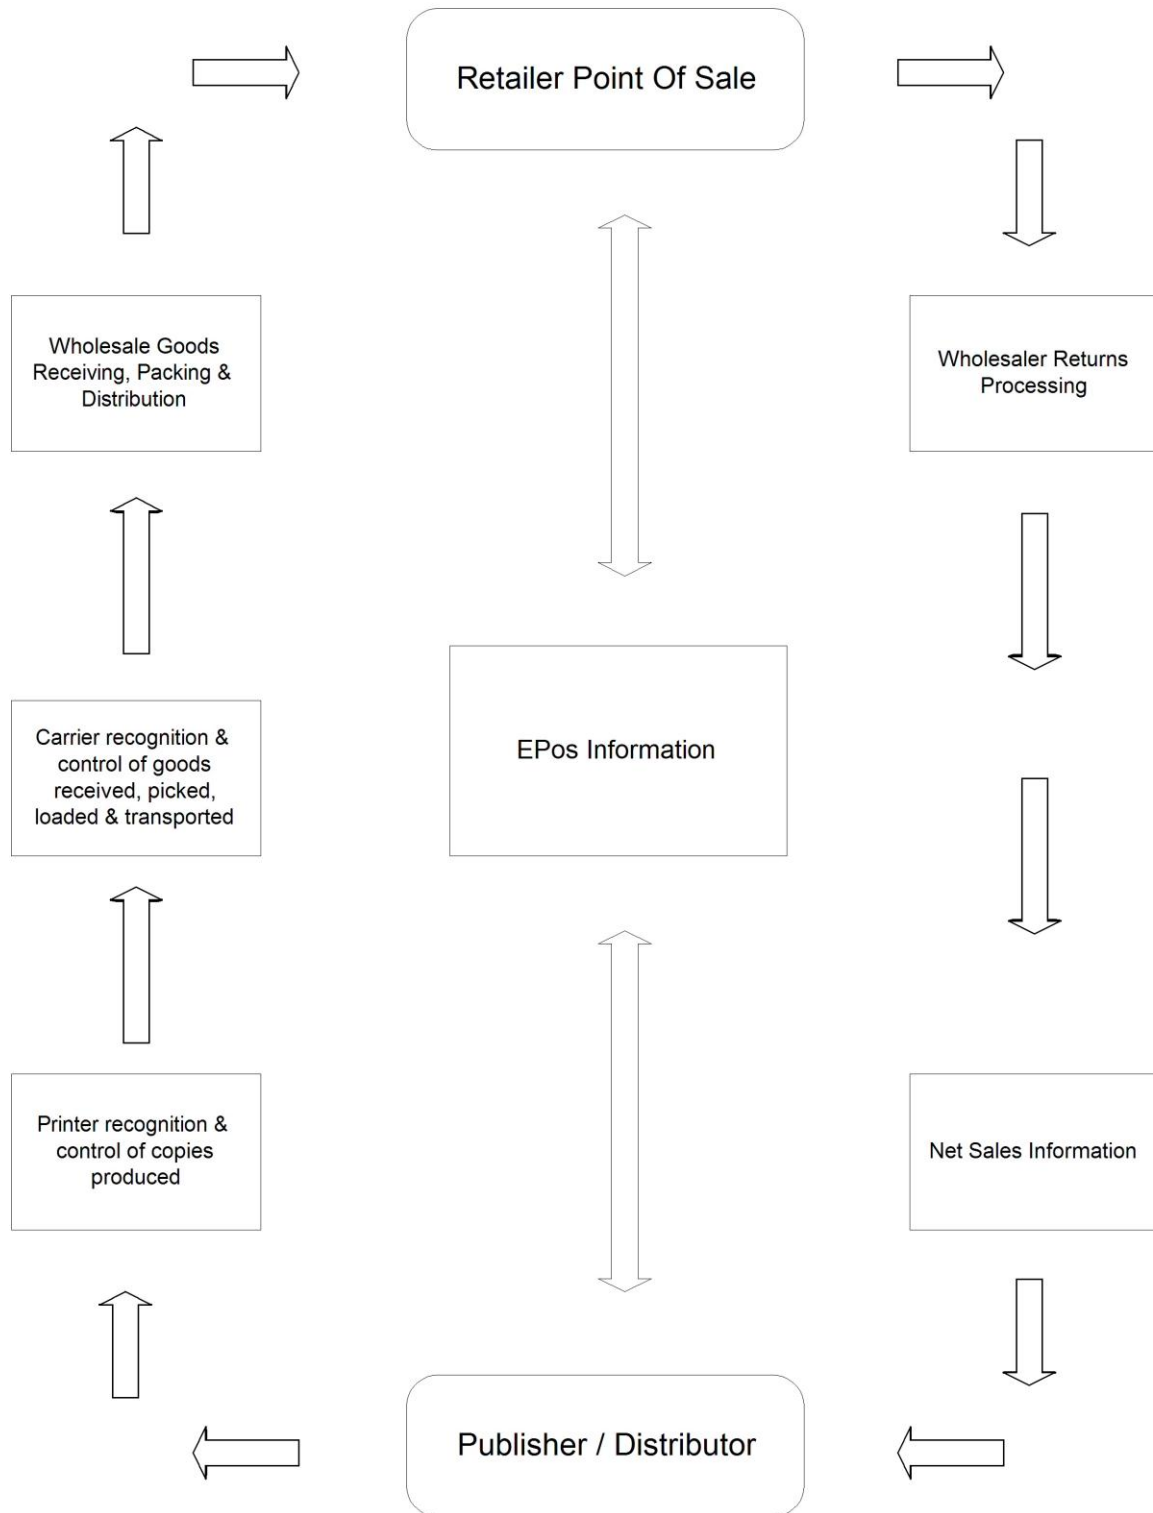 Retailer Point Of Sale
Wholesale Goods
Receiving, Packing &
Distribution
Wholesaler Returns
Processing
Carrier recognition &
control of goods
received, picked,
loaded & transported
EPos Information
Printer recognition &
control of copies
produced
Net Sales Information
Publisher / Distributor